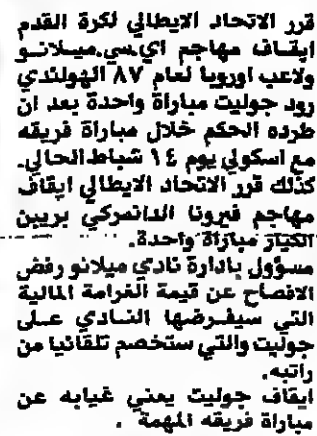 قرر الاتحاد الايطالي لكرة القدم
ايقاف مهاجم اي.سي.ميلانو
ولاعب اوروبا لعام ٨٧ الهولندي
رود جوليت مباراة واحدة بعد ان
طرده الحكم خلال مباراة فريقه
مع اسكولي يوم ١٤ شباط الحالي.
كذلك قرر الاتحاد الايطالي ايقاف
مهاجم فيرونا الدانمركي بريبن
الكيار مباراة واحدة.
مسؤول بادارة نادي ميلانو رفض
الافصاح عن قيمة الغرامة المالية
التي سيفرضها النادي على
جوليت والتي ستخصم تلقائيا من
راتبه.
ايقاف جوليت يعني غيابه عن
مباراة فريقه المهمة .